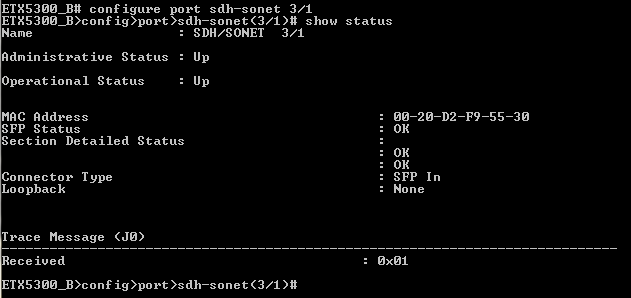 ETX5300_B# configure port sdh-sonet 3/1
ETX5300_B>config>port>sdh-sonet(3/1)# show status
Name : SDH/SONET 3/1
Administrative Status : Up
Operational Status : Up
MAC Address : 00-20-D2-F9-55-30
SFP Status : OK
Section Detailed Status :
: OK
: OK
Connector Type : SFP In
Loopback : None
Trace Message (J0)
Received : 0x01
ETX5300_B>config>port>sdh-sonet(3/1)#